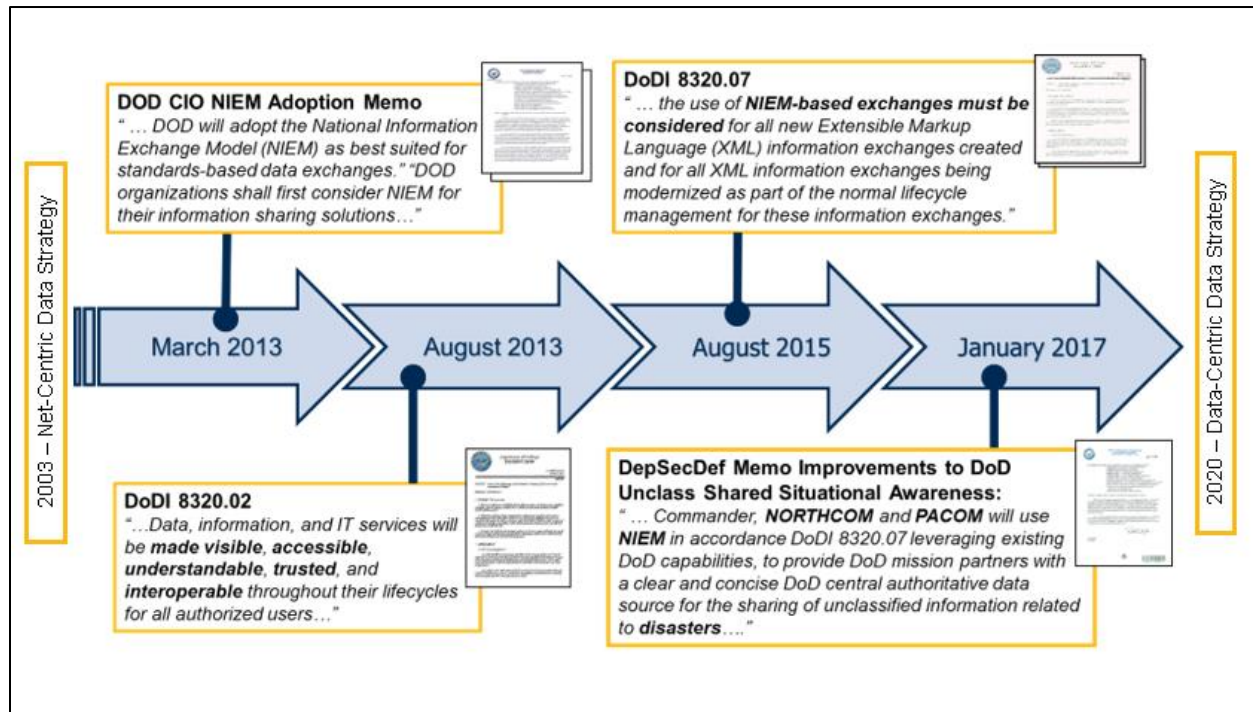 2003 – Net-Centric Data Strategy
DOD CIO NIEM Adoption Memo
“ … DOD will adopt the National Information
Exchange Model (NIEM) as best suited for
standards-based data exchanges.” “DOD
organizations shall first consider NIEM for
their information sharing solutions…”
DoDI 8320.07
“ … the use of NIEM-based exchanges must be
considered for all new Extensible Markup
Language (XML) information exchanges created
and for all XML information exchanges being
modernized as part of the normal lifecycle
management for these information exchanges.”
March 2013
August 2013
August 2015
January 2017
DoDI 8320.02
“…Data, information, and IT services will
be made visible, accessible,
understandable, trusted, and
interoperable throughout their lifecycles
for all authorized users…”
DepSecDef Memo Improvements to DoD
Unclass Shared Situational Awareness:
“ … Commander, NORTHCOM and PACOM will use
NIEM in accordance DoDI 8320.07 leveraging existing
DoD capabilities, to provide DoD mission partners with
a clear and concise DoD central authoritative data
source for the sharing of unclassified information related
to disasters….”
2020 – Data-Centric Data Strategy